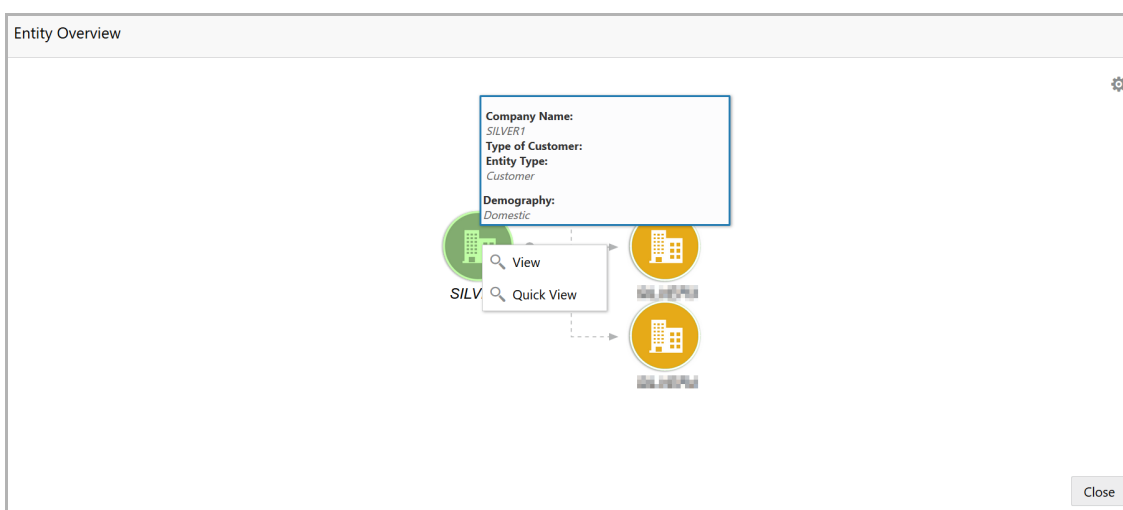 Entity Overview
Company Name:
SILVER1
Type of Customer:
Entity Type:
Customer
Demography:
Domestic
View
SILV
Quick View
Close